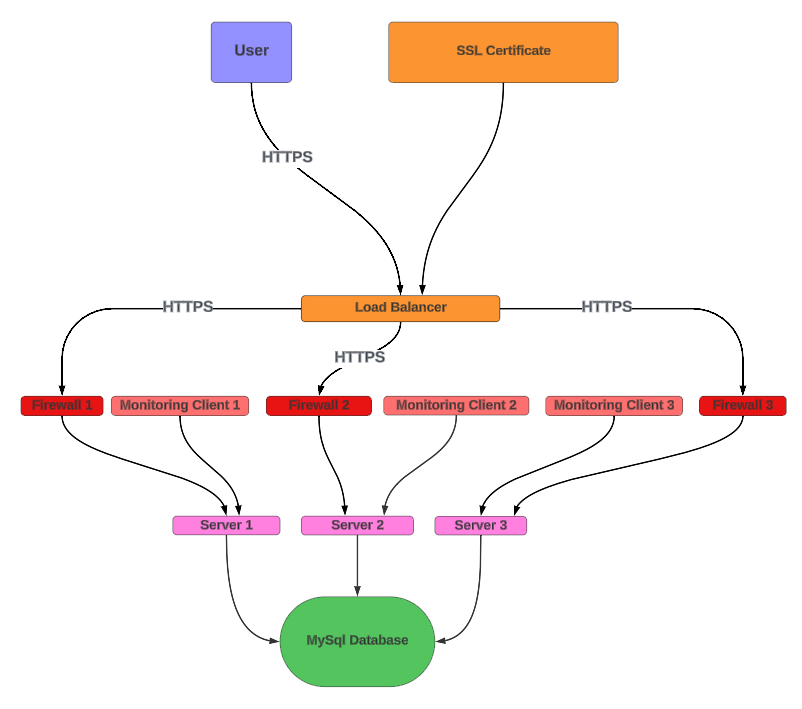 User
SSL Certificate
HTTPS
Load Balancer
HTTPS
HTTPS
HTTPS
Firewall 1
Monitoring Client 1
Firewall 2
Monitoring Client 2
Monitoring Client 3
Firewall 3
Server 1
Server 2
Server 3
MySql Database